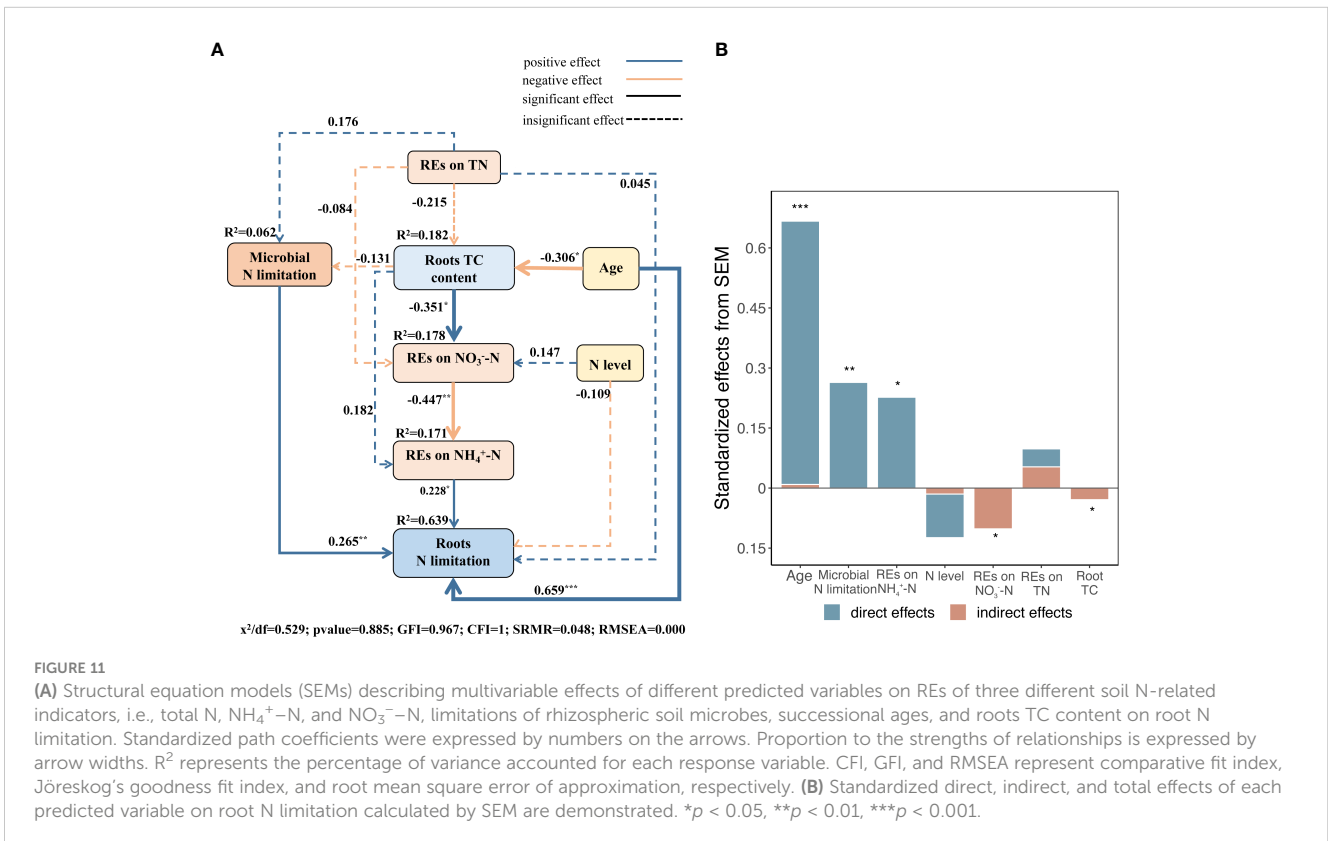 A
positive effect
negative effect
significant effect
insignificant effect
0.176
REs on TN
0.045
-0.084
-0.215
R²=0.062
R²=0.182
Microbial
N limitation
-0.131
Roots TC
content
-0.306*
Age
-0.351*
R²=0.178
REs on NO₃⁻-N
0.147
N level
-0.109
-0.447**
0.182
R²=0.171
REs on NH₄⁺-N
0.228*
R²=0.639
Roots
N limitation
0.265**
0.659***
x²/df=0.529; pvalue=0.885; GFI=0.967; CFI=1; SRMR=0.048; RMSEA=0.000
B
Standardized effects from SEM
0.6
0.45
0.3
0.15
0
0.15
***
**
*
*
*
Age
Microbial
N limitation
REs on
NH₄⁺-N
N level
REs on
NO₃⁻-N
REs on
TN
Root
TC
direct effects
indirect effects
FIGURE 11
(A) Structural equation models (SEMs) describing multivariable effects of different predicted variables on REs of three different soil N-related
indicators, i.e., total N, NH₄⁺−N, and NO₃⁻−N, limitations of rhizospheric soil microbes, successional ages, and roots TC content on root N
limitation. Standardized path coefficients were expressed by numbers on the arrows. Proportion to the strengths of relationships is expressed by
arrow widths. R² represents the percentage of variance accounted for each response variable. CFI, GFI, and RMSEA represent comparative fit index,
Jöreskog's goodness fit index, and root mean square error of approximation, respectively. (B) Standardized direct, indirect, and total effects of each
predicted variable on root N limitation calculated by SEM are demonstrated. *p < 0.05, **p < 0.01, ***p < 0.001.